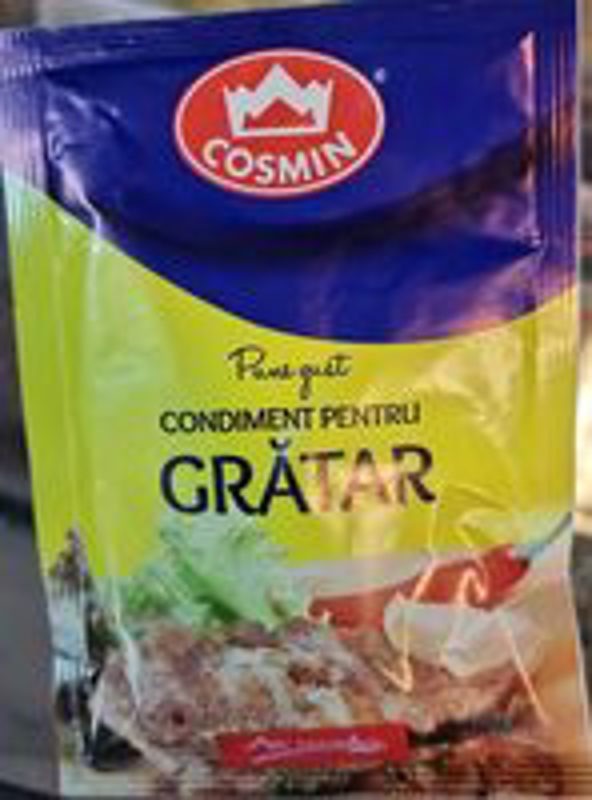 COSMIN
Pune gust
CONDIMENT PENTRU
GRĂTAR